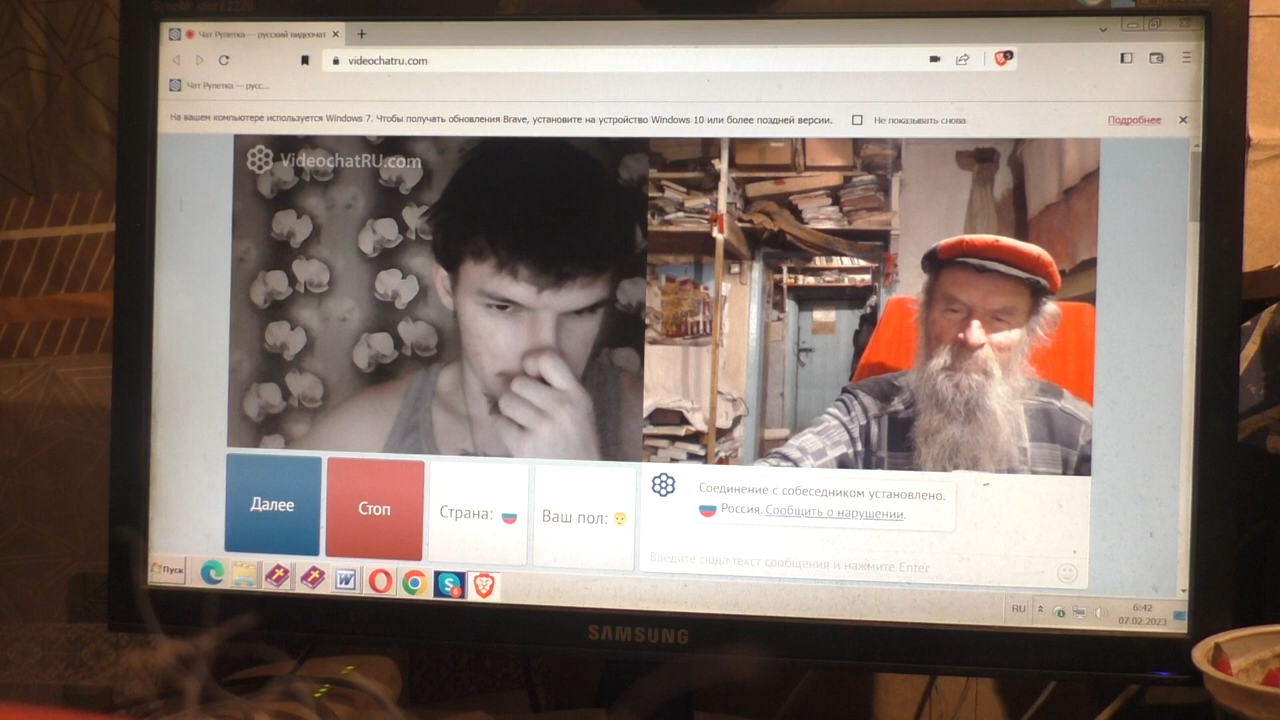 Чат Рулетка — русский видеочат
videochatru.com
Чат Рулетка — русс...
На вашем компьютере используется Windows 7. Чтобы получать обновления Brave, установите на устройство Windows 10 или более поздней версии.
Не показывать снова
Подробнее
VideochatRU.com
Далее
Стоп
Страна:
Ваш пол:
Соединение с собеседником установлено.
Россия. Сообщить о нарушении.
Введите сюда текст сообщения и нажмите Enter
Пуск
RU
6:42
07.02.2023
SAMSUNG